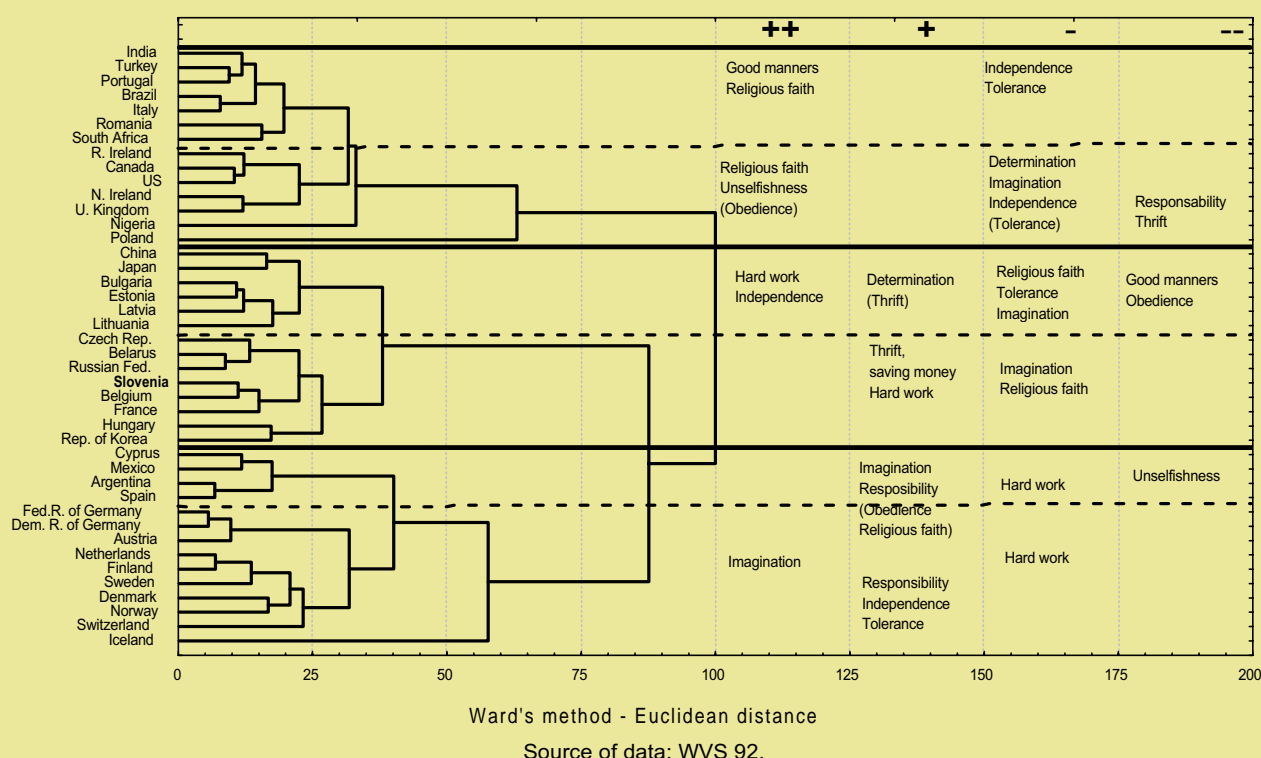 ++ + - --
India
Turkey
Portugal
Brazil
Italy
Romania
South Africa
R. Ireland
Canada
US
N. Ireland
U. Kingdom
Nigeria
Poland
China
Japan
Bulgaria
Estonia
Latvia
Lithuania
Czech Rep.
Belarus
Russian Fed.
Slovenia
Belgium
France
Hungary
Rep. of Korea
Cyprus
Mexico
Argentina
Spain
Fed.R. of Germany
Dem. R. of Germany
Austria
Netherlands
Finland
Sweden
Denmark
Norway
Switzerland
Iceland
Good manners
Religious faith
Independence
Tolerance
Religious faith
Unselfishness
(Obedience)
Determination
Imagination
Independence
(Tolerance)
Responsability
Thrift
Hard work
Independence
Determination
(Thrift)
Religious faith
Tolerance
Imagination
Good manners
Obedience
Thrift,
saving money
Hard work
Imagination
Religious faith
Imagination
Resposibility
(Obedience
Religious faith)
Hard work
Unselfishness
Imagination
Responsibility
Independence
Tolerance
Hard work
0 25 50 75 100 125 150 175 200
Ward's method - Euclidean distance
Source of data: WVS 92.